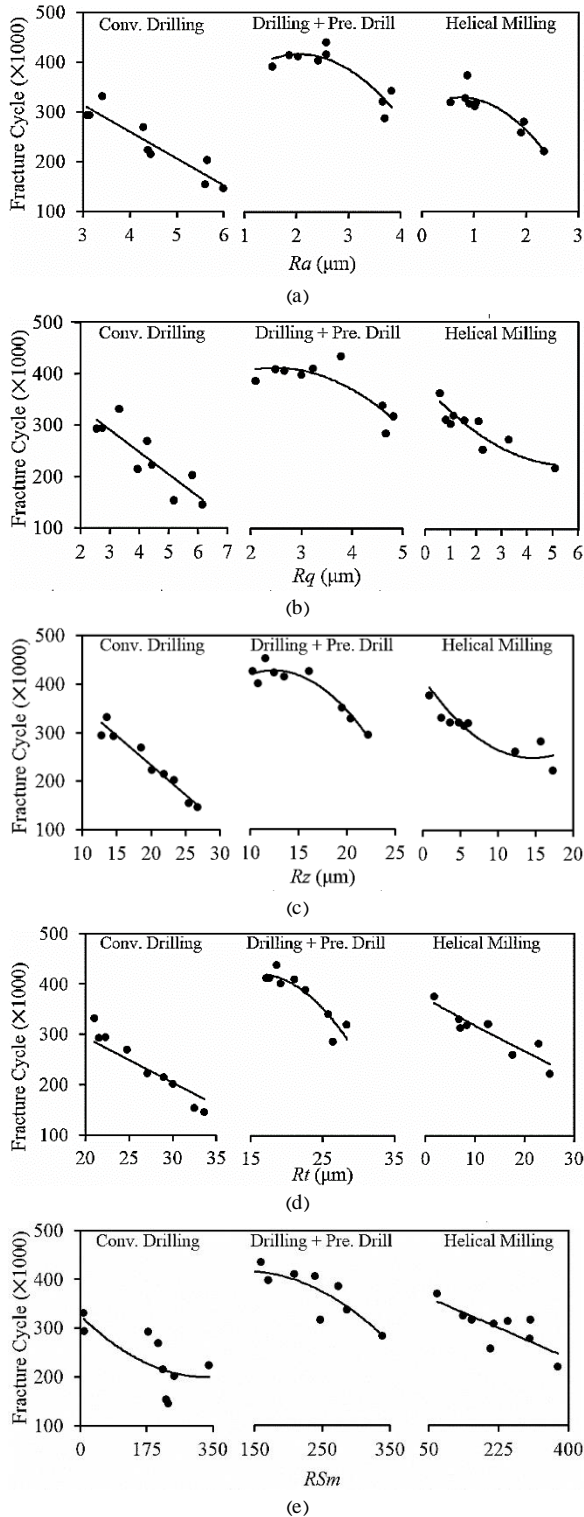 Conv. Drilling Drilling + Pre. Drill Helical Milling
Fracture Cycle (×1000)
500
400
300
200
100
3 4 5 6 1 2 3 4 0 1 2 3
Ra (µm)
(a)
Conv. Drilling Drilling + Pre. Drill Helical Milling
Fracture Cycle (×1000)
500
400
300
200
100
2 3 4 5 6 7 2 3 4 5 0 1 2 3 4 5 6
Rq (µm)
(b)
Conv. Drilling Drilling + Pre. Drill Helical Milling
Fracture Cycle (×1000)
500
400
300
200
100
10 15 20 25 30 10 15 20 25 0 5 10 15 20
Rz (µm)
(c)
Conv. Drilling Drilling + Pre. Drill Helical Milling
Fracture Cycle (×1000)
500
400
300
200
100
20 25 30 35 15 25 35 0 10 20 30
Rt (µm)
(d)
Conv. Drilling Drilling + Pre. Drill Helical Milling
Fracture Cycle (×1000)
500
400
300
200
100
0 175 350 150 250 350 50 225 400
RSm
(e)